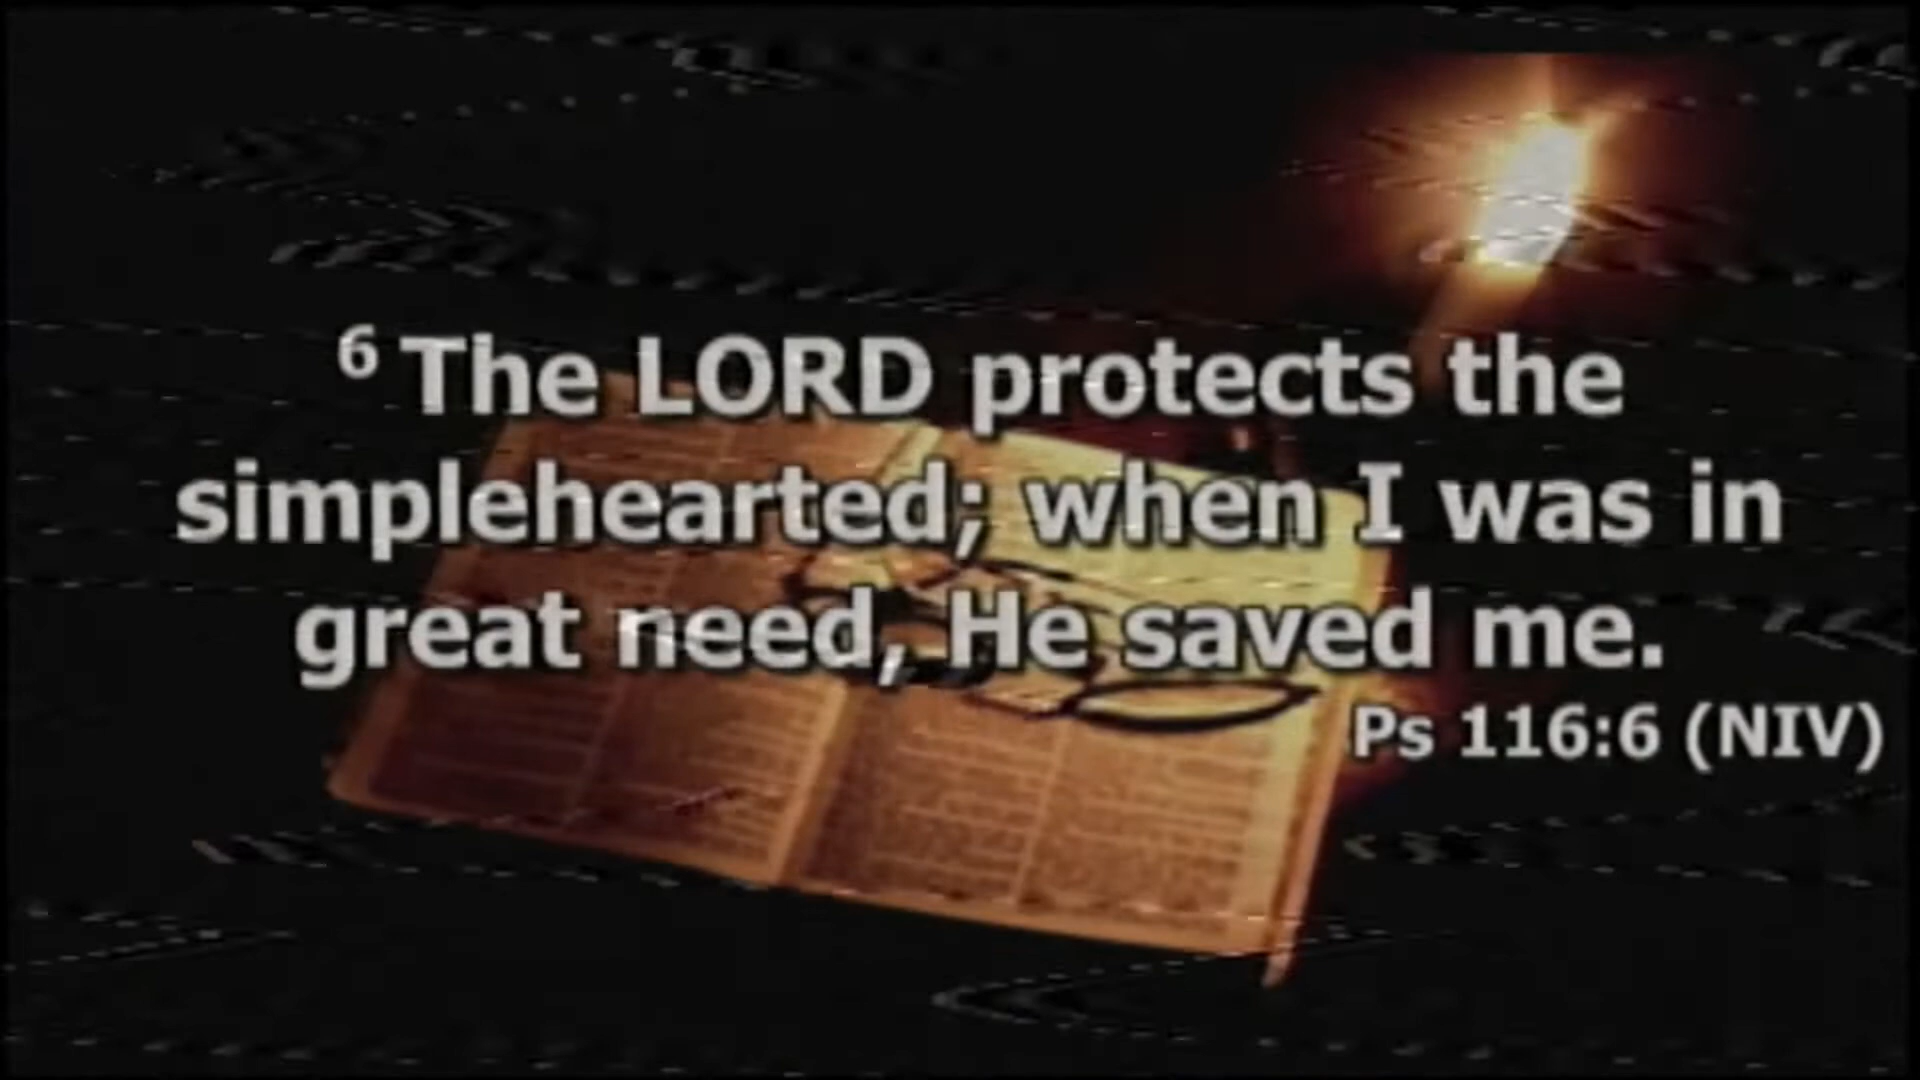 6 The LORD protects the
simplehearted; when I was in
great need, He saved me.
Ps 116:6 (NIV)